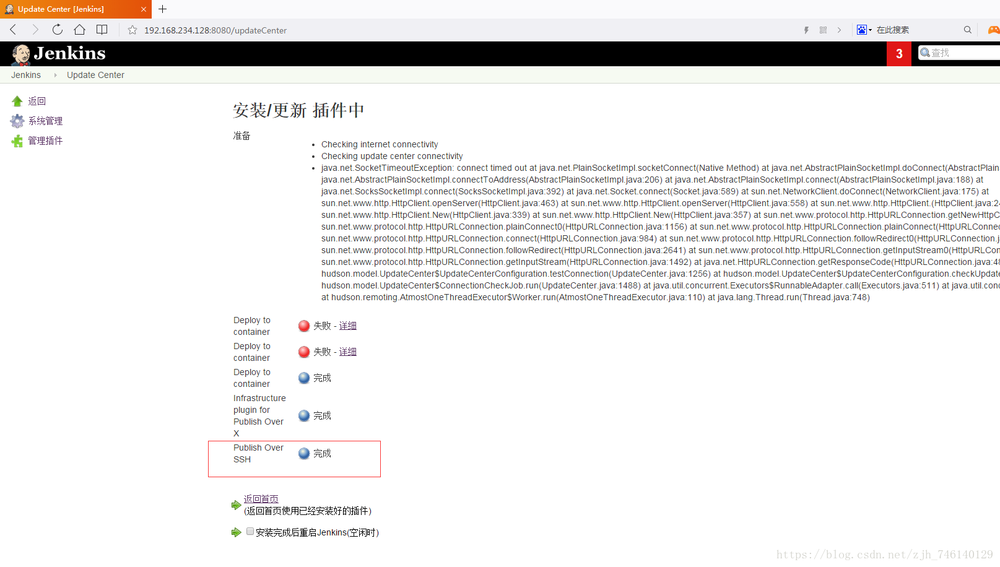 Update Center [Jenkins]
192.168.234.128:8080/updateCenter
在此搜索
Jenkins
3
查找
Jenkins
Update Center
返回
系统管理
管理插件
安装/更新 插件中
准备
Checking internet connectivity
Checking update center connectivity
java.net.SocketTimeoutException: connect timed out at java.net.PlainSocketImpl.socketConnect(Native Method) at java.net.AbstractPlainSocketImpl.doConnect(AbstractPlain
java.net.AbstractPlainSocketImpl.connectToAddress(AbstractPlainSocketImpl.java:206) at java.net.AbstractPlainSocketImpl.connect(AbstractPlainSocketImpl.java:188) at
java.net.SocksSocketImpl.connect(SocksSocketImpl.java:392) at java.net.Socket.connect(Socket.java:589) at sun.net.NetworkClient.doConnect(NetworkClient.java:175) at
sun.net.www.http.HttpClient.openServer(HttpClient.java:463) at sun.net.www.http.HttpClient.openServer(HttpClient.java:558) at sun.net.www.http.HttpClient.(HttpClient.java:24
sun.net.www.http.HttpClient.New(HttpClient.java:339) at sun.net.www.http.HttpClient.New(HttpClient.java:357) at sun.net.www.protocol.http.HttpURLConnection.getNewHttpC
sun.net.www.protocol.http.HttpURLConnection.plainConnect0(HttpURLConnection.java:1156) at sun.net.www.protocol.http.HttpURLConnection.plainConnect(HttpURLConnec
sun.net.www.protocol.http.HttpURLConnection.connect(HttpURLConnection.java:984) at sun.net.www.protocol.http.HttpURLConnection.followRedirect0(HttpURLConnection.ja
sun.net.www.protocol.http.HttpURLConnection.followRedirect(HttpURLConnection.java:2641) at sun.net.www.protocol.http.HttpURLConnection.getInputStream0(HttpURLCon
sun.net.www.protocol.http.HttpURLConnection.getInputStream(HttpURLConnection.java:1492) at java.net.HttpURLConnection.getResponseCode(HttpURLConnection.java:48
hudson.model.UpdateCenter$UpdateCenterConfiguration.testConnection(UpdateCenter.java:1256) at hudson.model.UpdateCenter$UpdateCenterConfiguration.checkUpdate
hudson.model.UpdateCenter$ConnectionCheckJob.run(UpdateCenter.java:1488) at java.util.concurrent.Executors$RunnableAdapter.call(Executors.java:511) at java.util.conc
at hudson.remoting.AtmostOneThreadExecutor$Worker.run(AtmostOneThreadExecutor.java:110) at java.lang.Thread.run(Thread.java:748)
Deploy to
container
失败 - 详细
Deploy to
container
失败 - 详细
Deploy to
container
完成
Infrastructure
plugin for
Publish Over
X
完成
Publish Over
SSH
完成
返回首页
(返回首页使用已经安装好的插件)
安装完成后重启Jenkins(空闲时)
https://blog.csdn.net/zjh_746140129